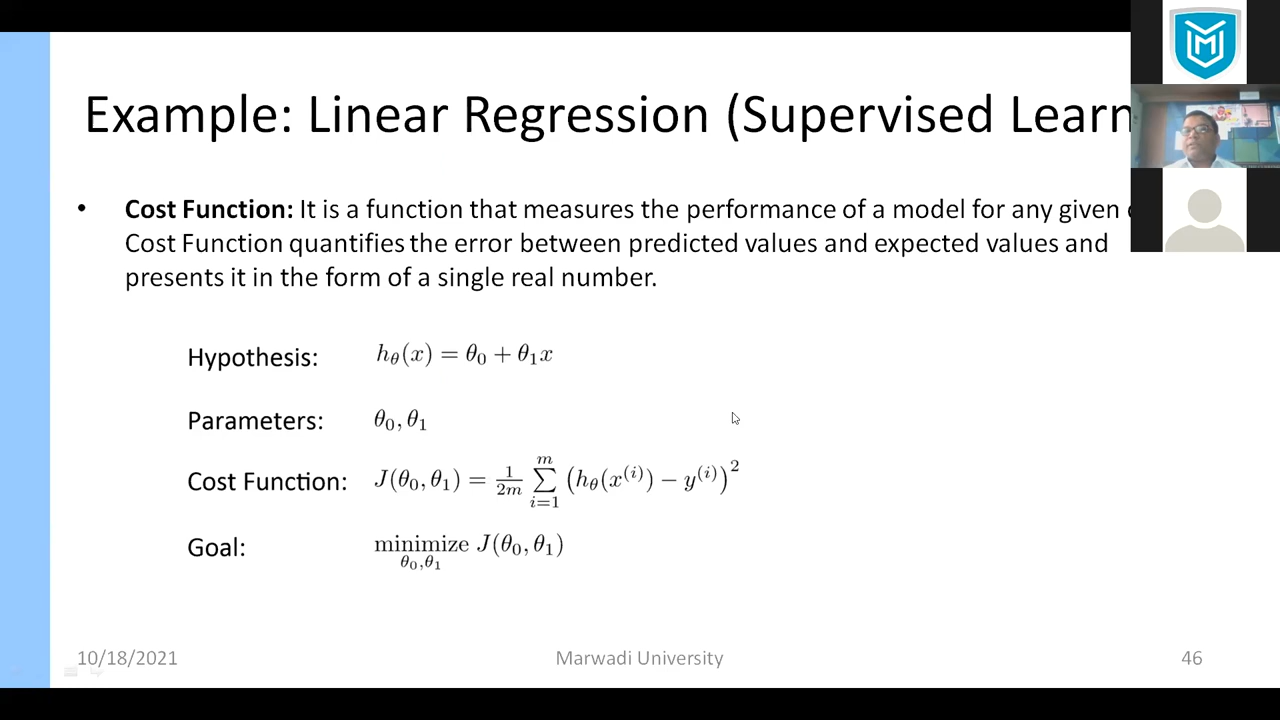 Example: Linear Regression (Supervised Learn
• Cost Function: It is a function that measures the performance of a model for any given
Cost Function quantifies the error between predicted values and expected values and
presents it in the form of a single real number.
Hypothesis: hθ(x) = θ₀ + θ₁x
Parameters: θ₀, θ₁
Cost Function: J(θ₀, θ₁) = 1/2m ∑ᵢ₌₁ᵐ (hθ(x⁽ⁱ⁾) − y⁽ⁱ⁾)²
Goal: minimize J(θ₀, θ₁)
θ₀,θ₁
10/18/2021 Marwadi University 46